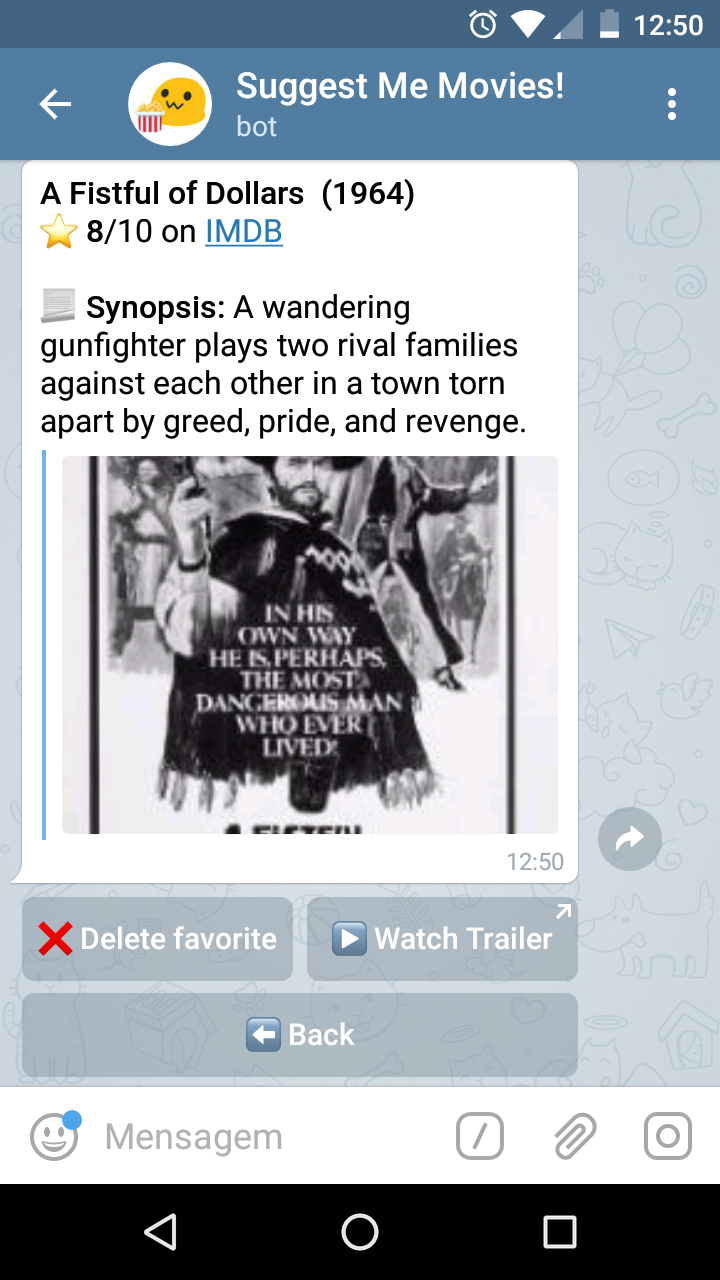 12:50
Suggest Me Movies!
bot
A Fistful of Dollars (1964)
8/10 on IMDB
Synopsis: A wandering
gunfighter plays two rival families
against each other in a town torn
apart by greed, pride, and revenge.
IN HIS
OWN WAY
HE IS, PERHAPS,
THE MOST
DANGEROUS MAN
WHO EVER
LIVED!
A FISTFUL
12:50
Delete favorite
Watch Trailer
Back
Mensagem